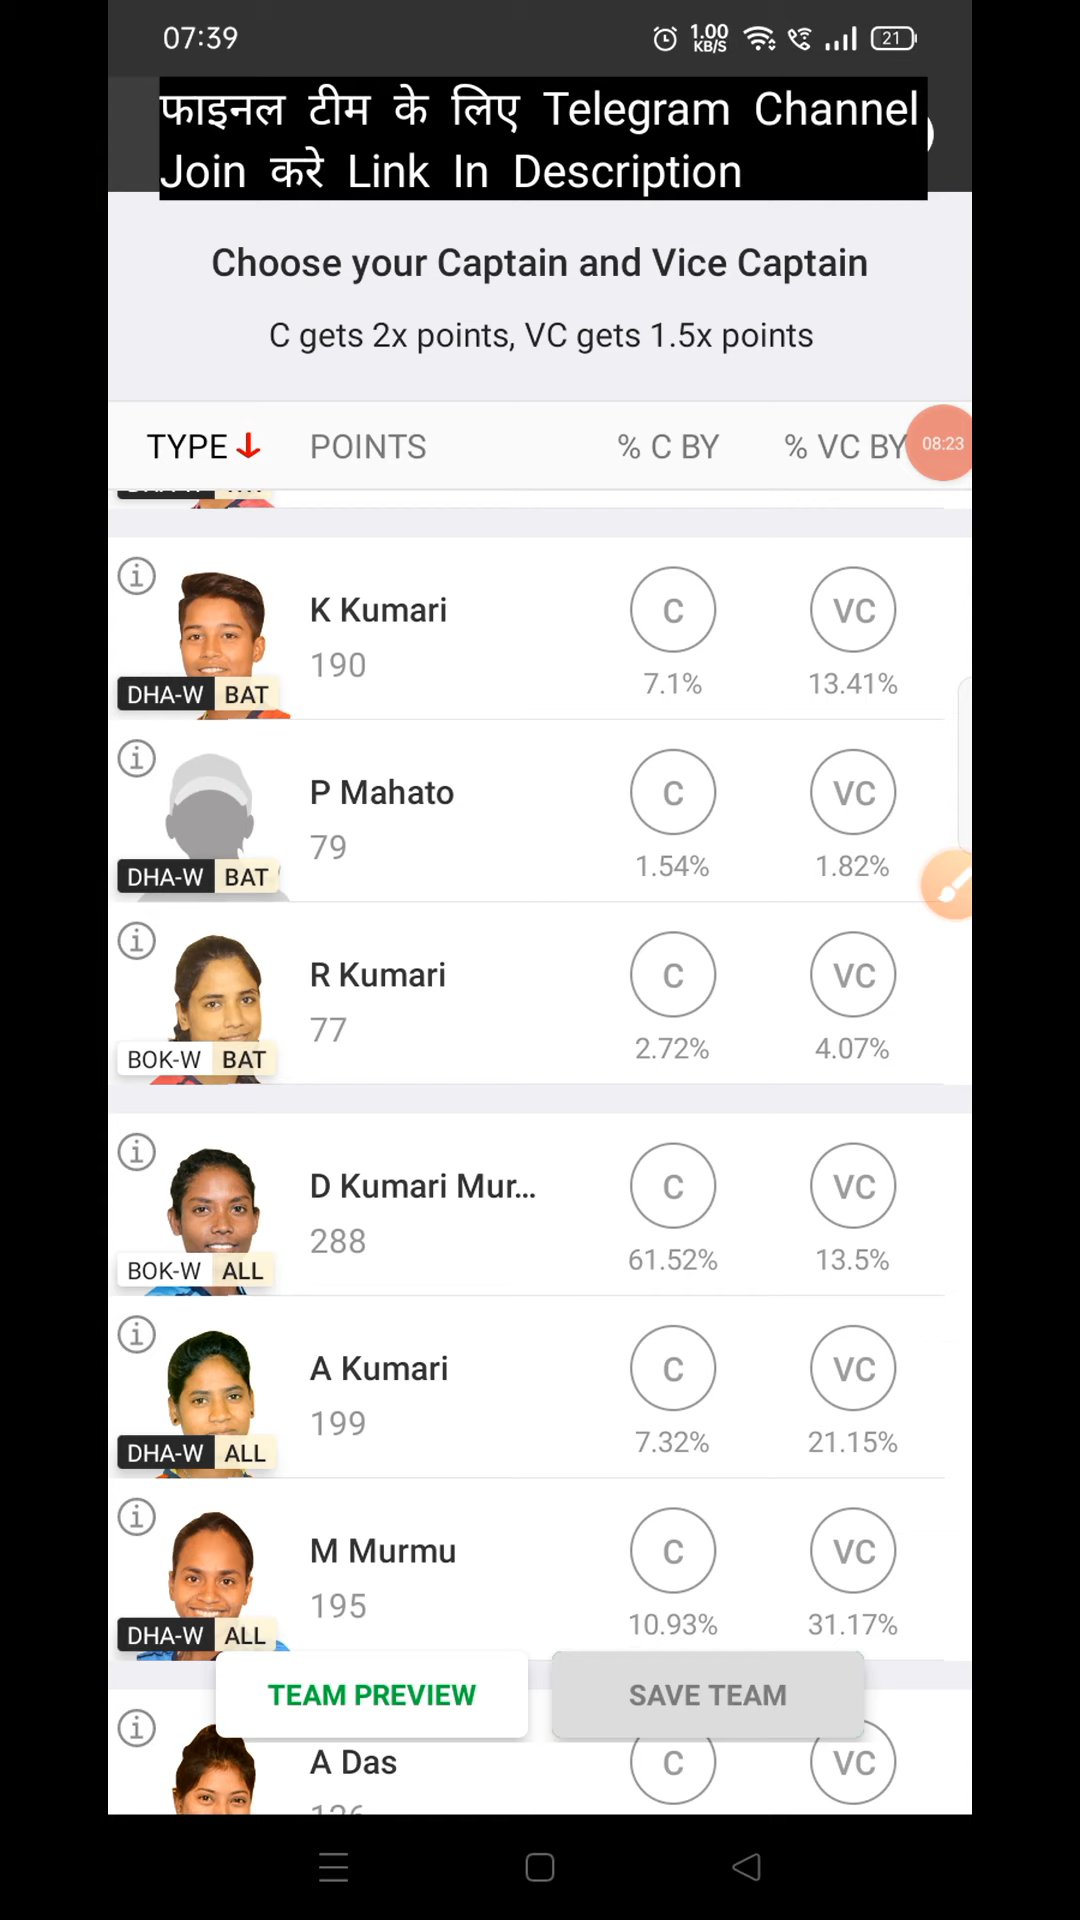 07:39
1.00 KB/S
21
फाइनल टीम के लिए Telegram Channel
Join करे Link In Description
Choose your Captain and Vice Captain
C gets 2x points, VC gets 1.5x points
TYPE POINTS % C BY % VC BY
08:23
K Kumari
190
C VC
7.1% 13.41%
DHA-W BAT
P Mahato
79
C VC
1.54% 1.82%
DHA-W BAT
R Kumari
77
C VC
2.72% 4.07%
BOK-W BAT
D Kumari Mur...
288
C VC
61.52% 13.5%
BOK-W ALL
A Kumari
199
C VC
7.32% 21.15%
DHA-W ALL
M Murmu
195
C VC
10.93% 31.17%
DHA-W ALL
TEAM PREVIEW SAVE TEAM
A Das
C VC